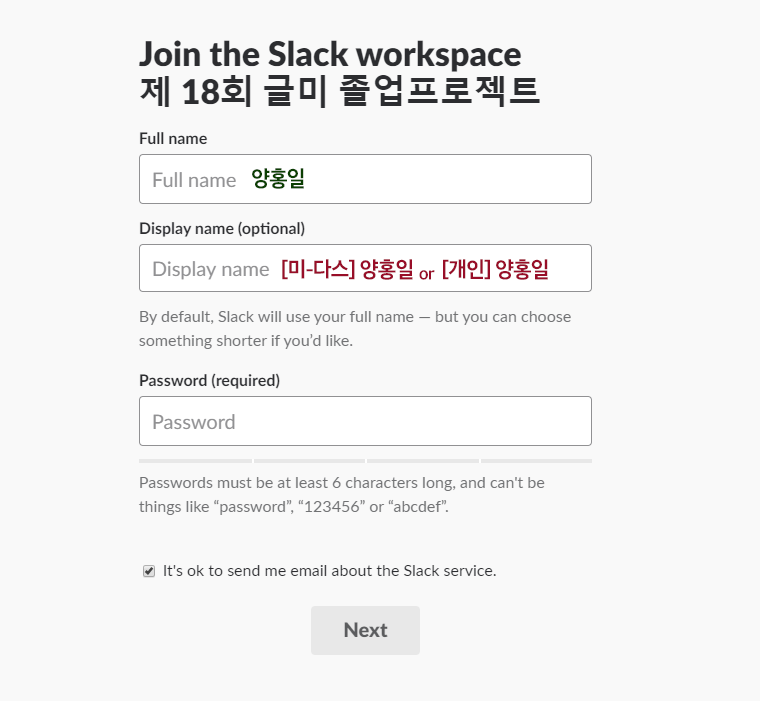 Join the Slack workspace
제 18회 글미 졸업프로젝트
Full name
Full name 양홍일
Display name (optional)
Display name [미-다스] 양홍일 or [개인] 양홍일
By default, Slack will use your full name — but you can choose
something shorter if you’d like.
Password (required)
Password
Passwords must be at least 6 characters long, and can't be
things like “password”, “123456” or “abcdef”.
It's ok to send me email about the Slack service.
Next